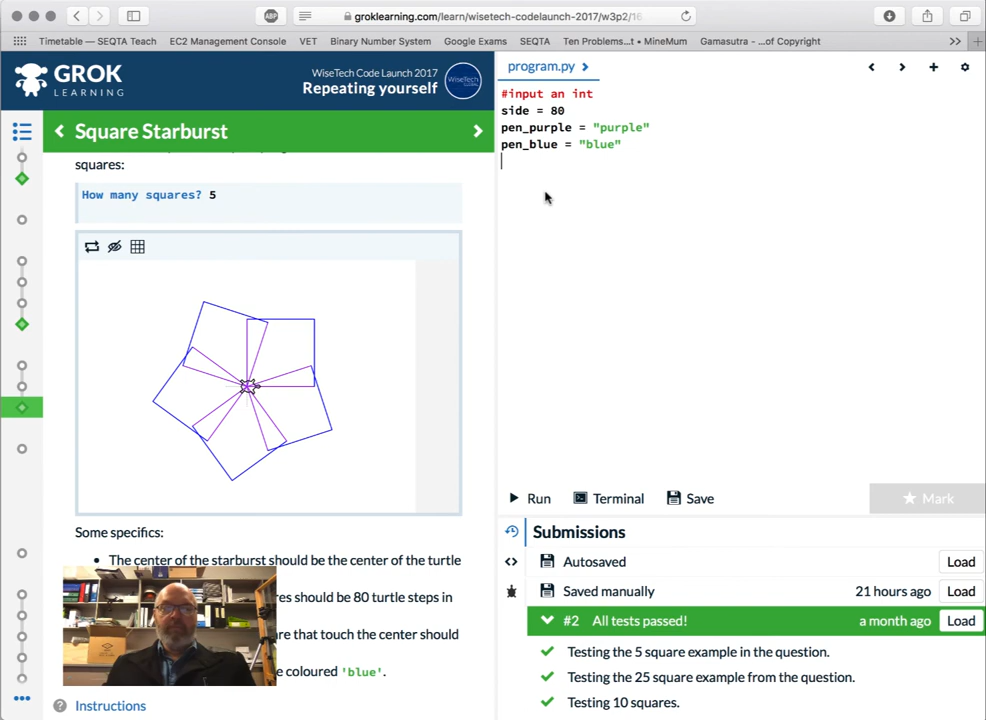 groklearning.com/learn/wisetech-codelaunch-2017/w3p2/16
ABP
Timetable — SEQTA Teach EC2 Management Console VET Binary Number System Google Exams SEQTA Ten Problems...t • MineMum Gamasutra - ...of Copyright
GROK
LEARNING
WiseTech Code Launch 2017
Repeating yourself
WiseTech
GLOBAL
Square Starburst
squares:
How many squares? 5
Some specifics:
The center of the starburst should be the center of the turtle
res should be 80 turtle steps in
are that touch the center should
e coloured 'blue'.
Instructions
program.py
#input an int
side = 80
pen_purple = "purple"
pen_blue = "blue"
Run Terminal Save Mark
Submissions
Autosaved Load
Saved manually 21 hours ago Load
#2 All tests passed! a month ago Load
Testing the 5 square example in the question.
Testing the 25 square example from the question.
Testing 10 squares.